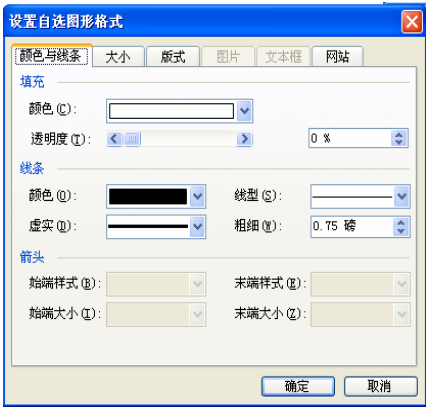 设置自选图形格式
颜色与线条 大小 版式 图片 文本框 网站
填充
颜色(C):
透明度(T): 0 %
线条
颜色(O): 线型(S):
虚实(D): 粗细(W): 0.75 磅
箭头
始端样式(B): 末端样式(E):
始端大小(I): 末端大小(Z):
确定 取消